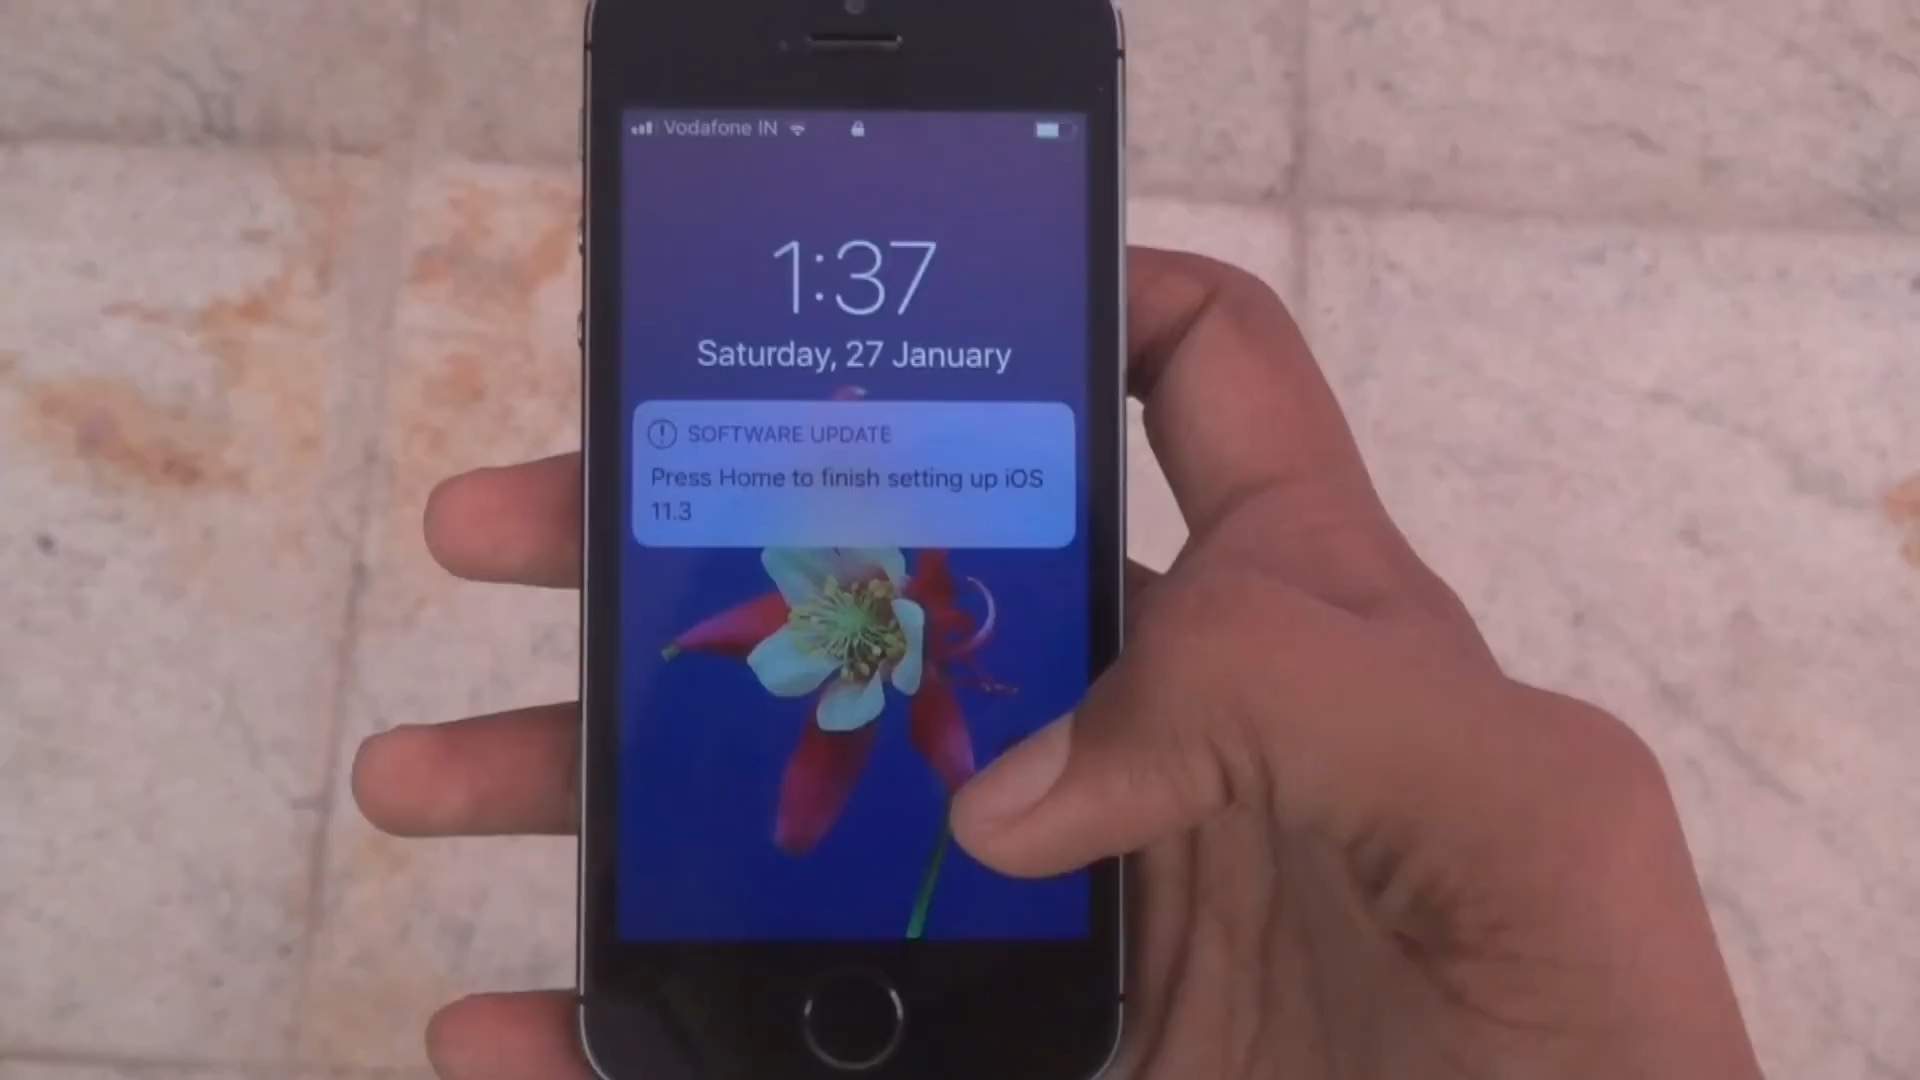 Vodafone IN
1:37
Saturday, 27 January
SOFTWARE UPDATE
Press Home to finish setting up iOS
11.3